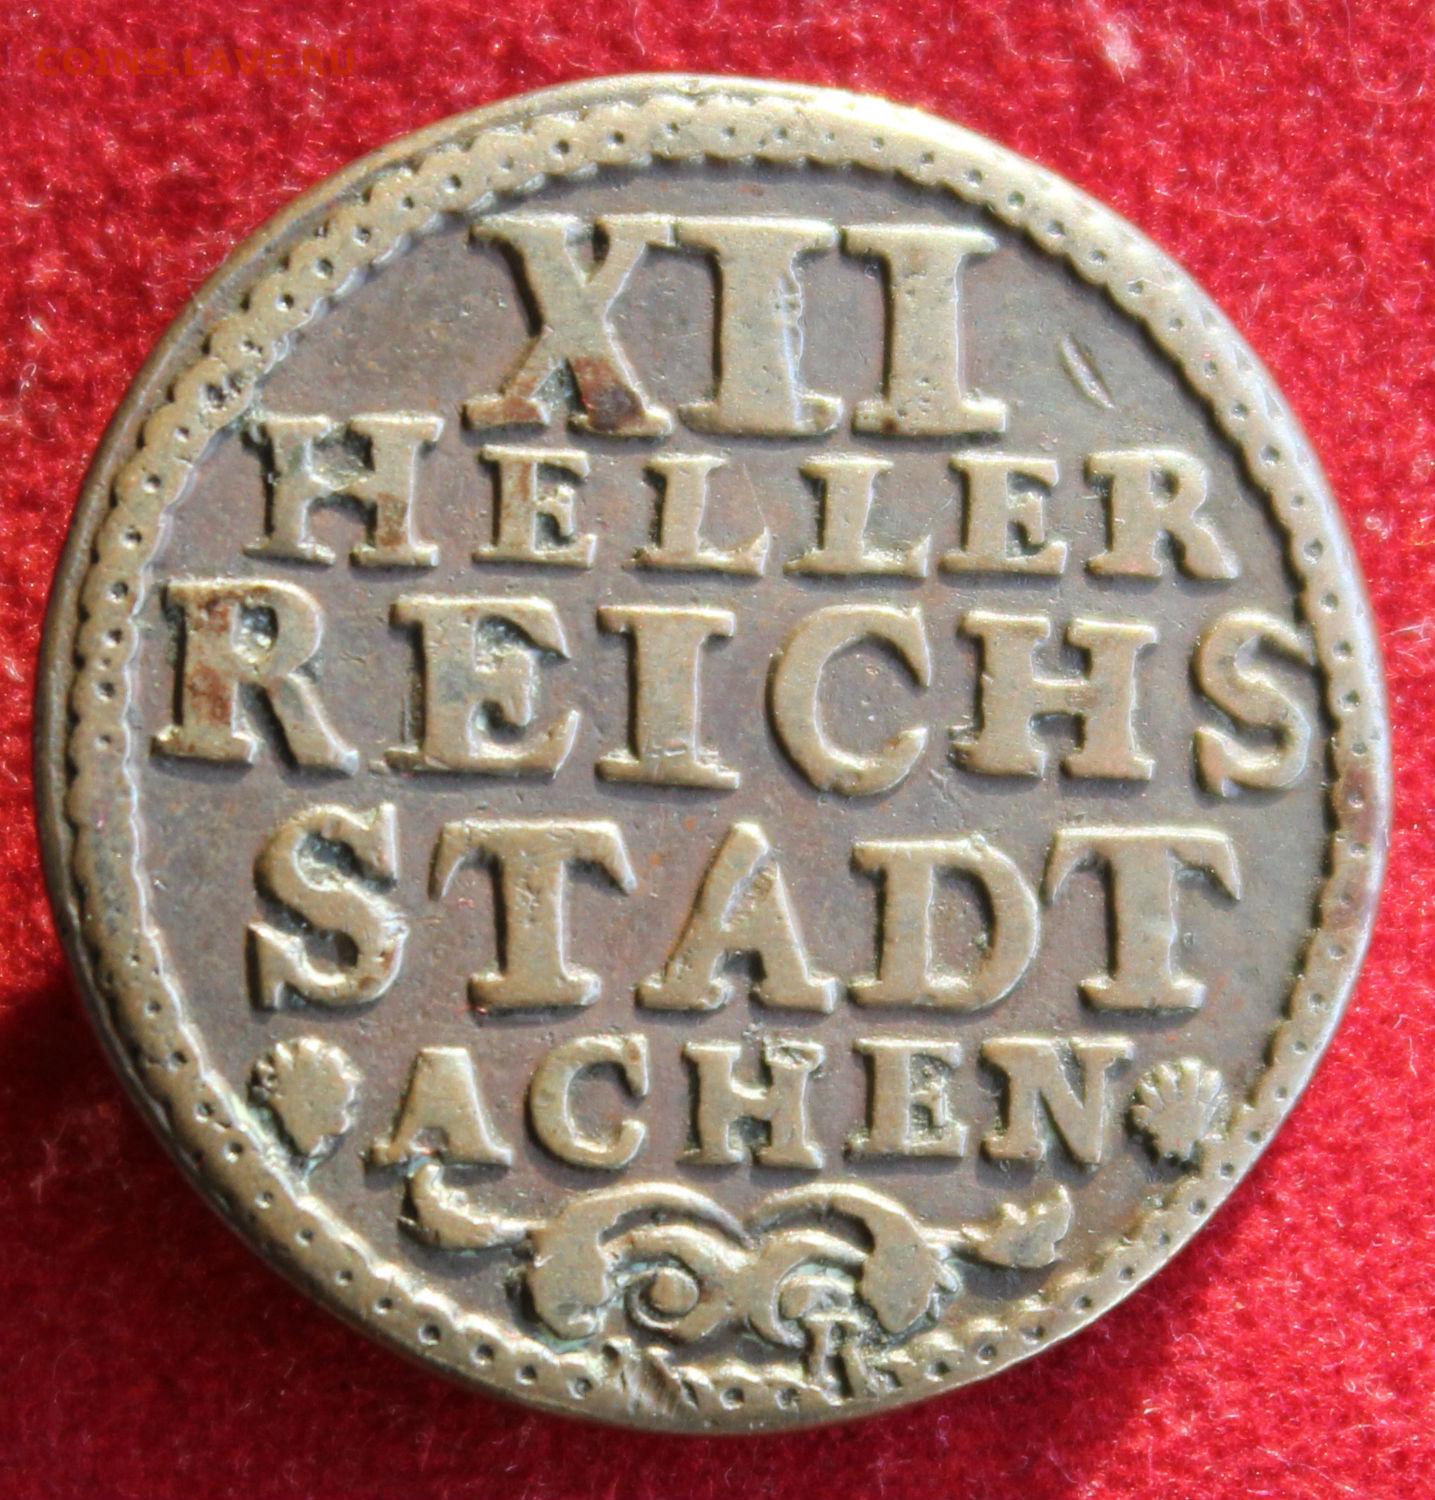 COINS.LAVE.RU
XII
HELLER
REICHS
STADT
ACHEN